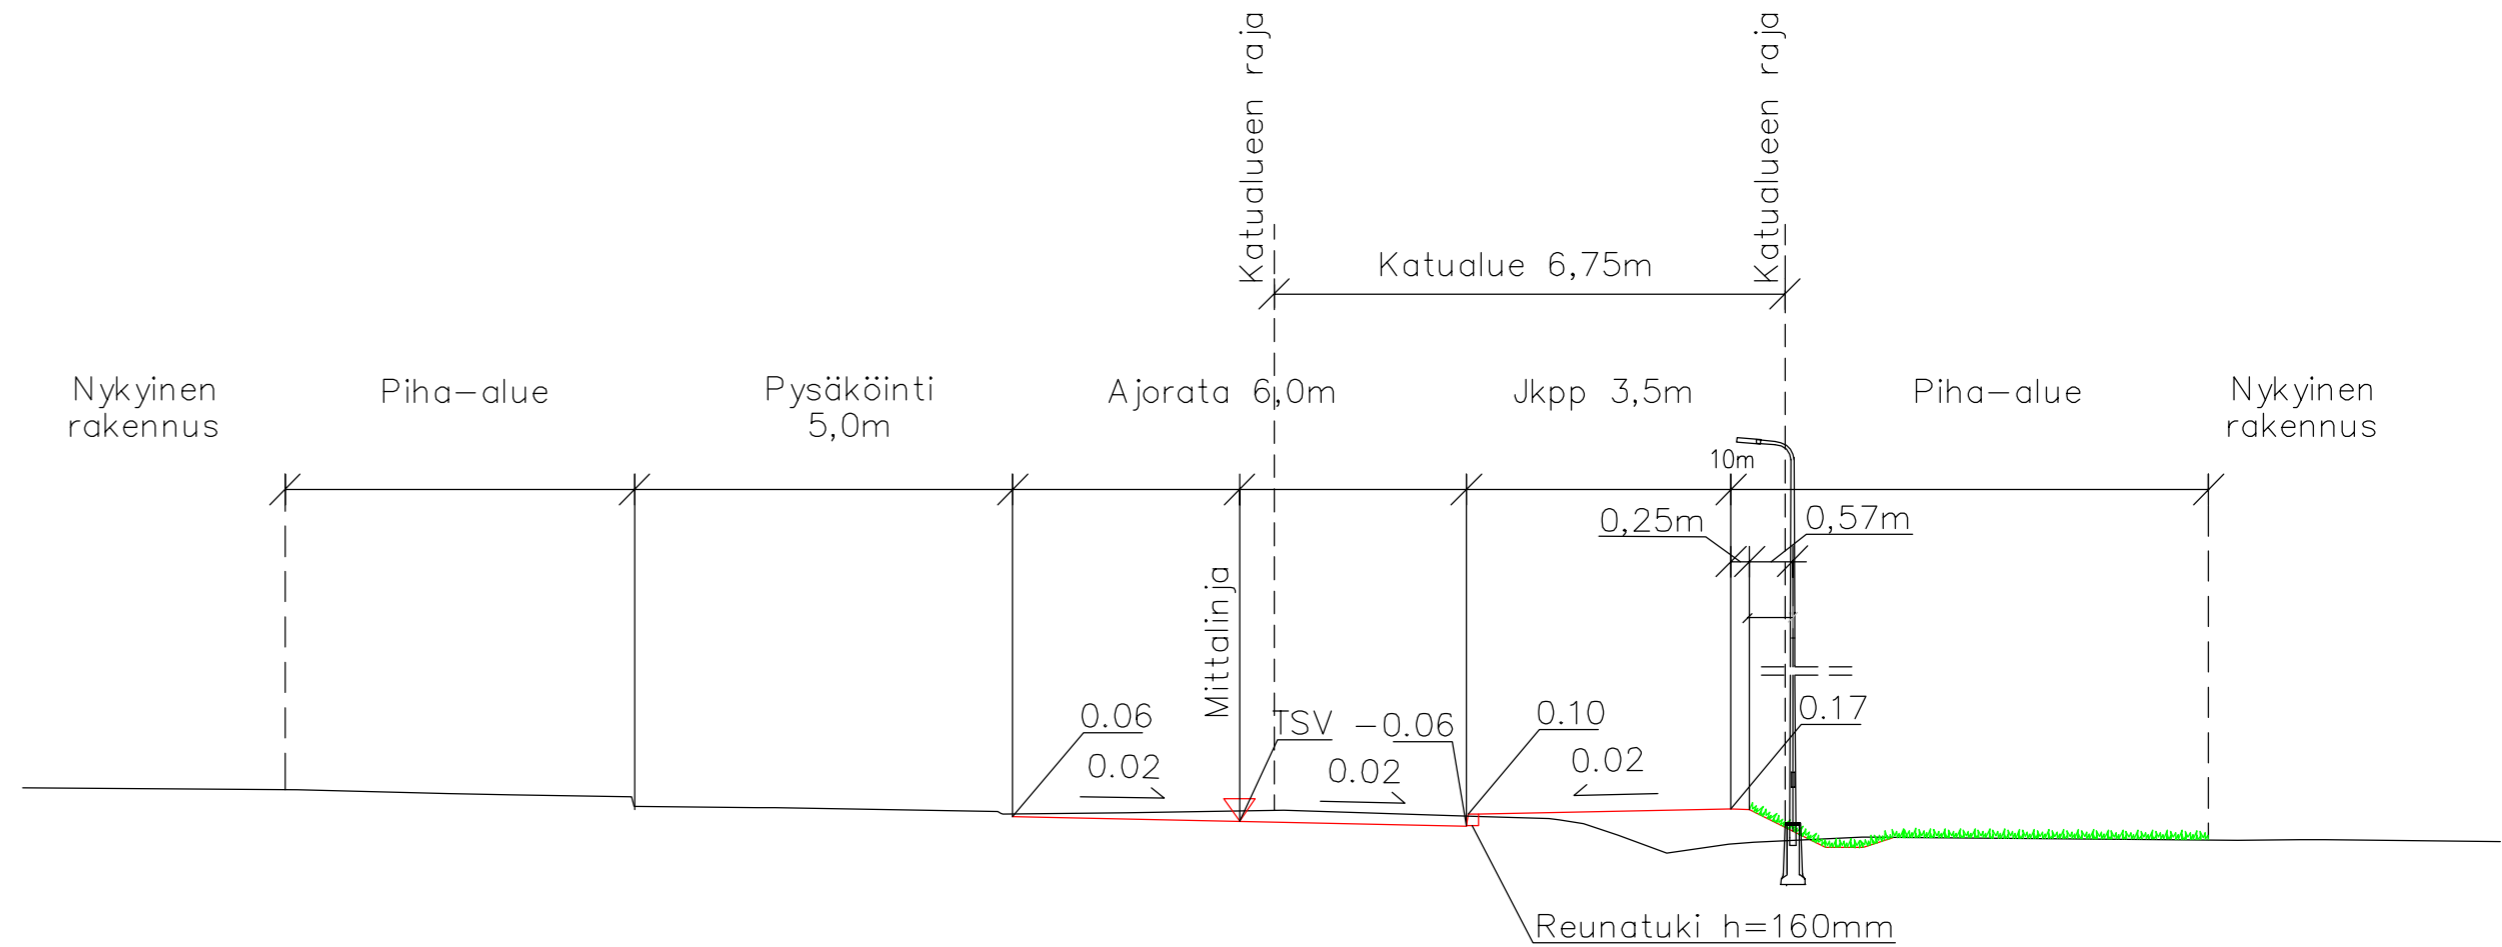 Katualueen raja
Katualueen raja
Katualue 6,75m
Nykyinen
rakennus
Piha-alue
Pysäköinti
5,0m
Ajorata 6,0m
Jkpp 3,5m
Piha-alue
Nykyinen
rakennus
10m
0,25m
0,57m
Mittalinja
0.06
TSV -0.06
0.10
0.17
0.02
0.02
0.02
Reunatuki h=160mm